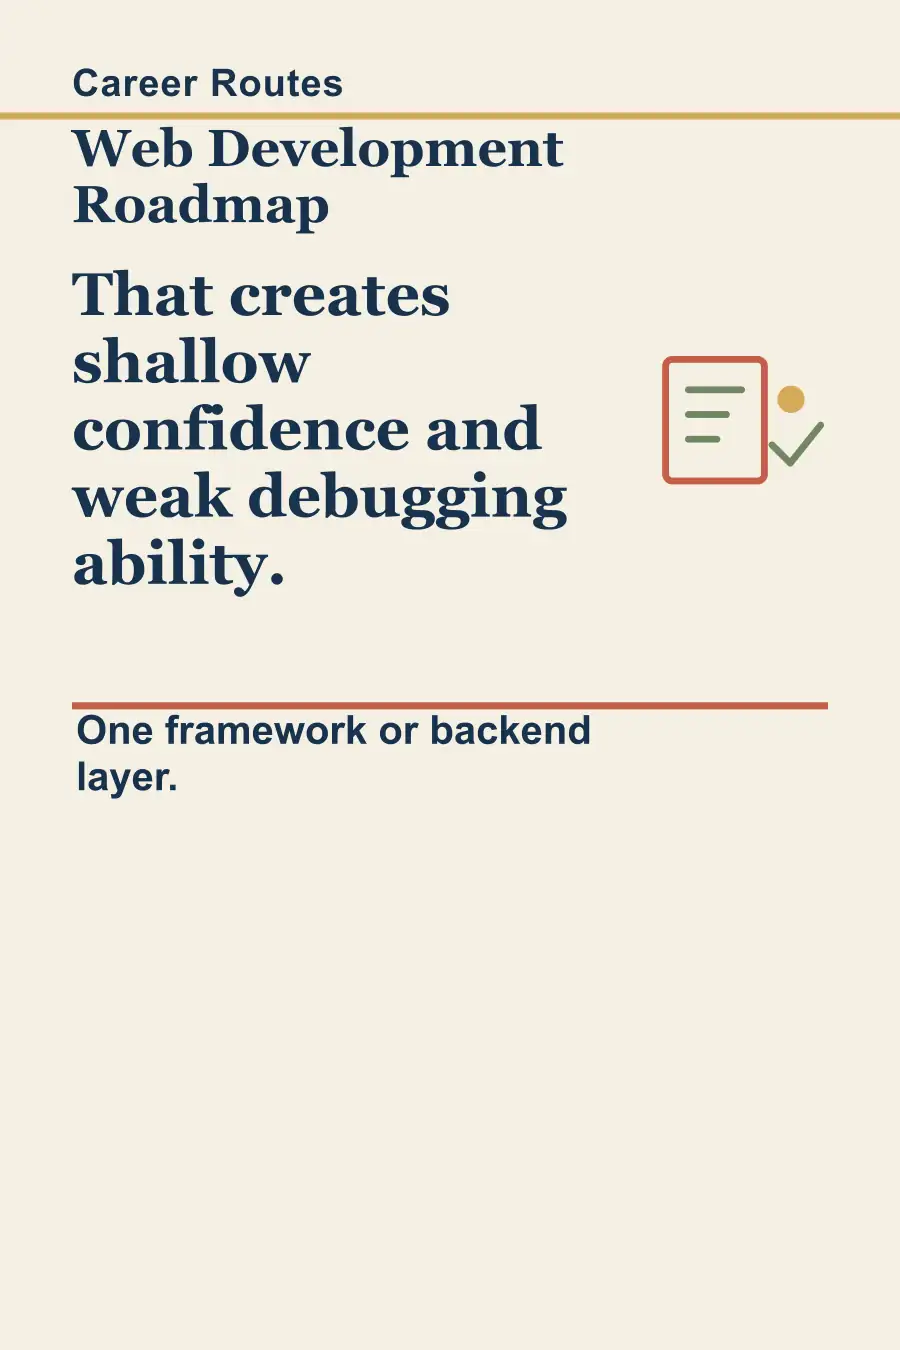 Career Routes
Web Development
Roadmap
That creates
shallow
confidence and
weak debugging
ability.
One framework or backend
layer.